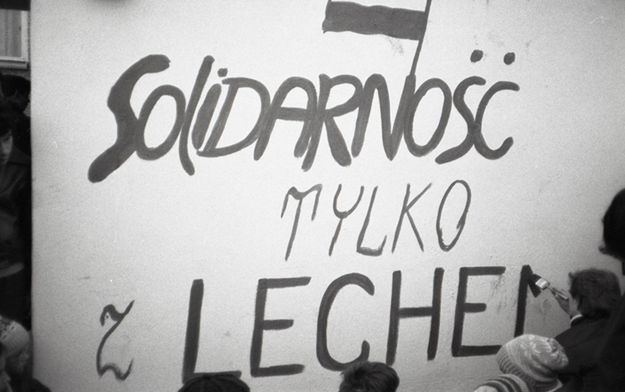 SOLIDARNOŚĆ
TYLKO
Z LECHE